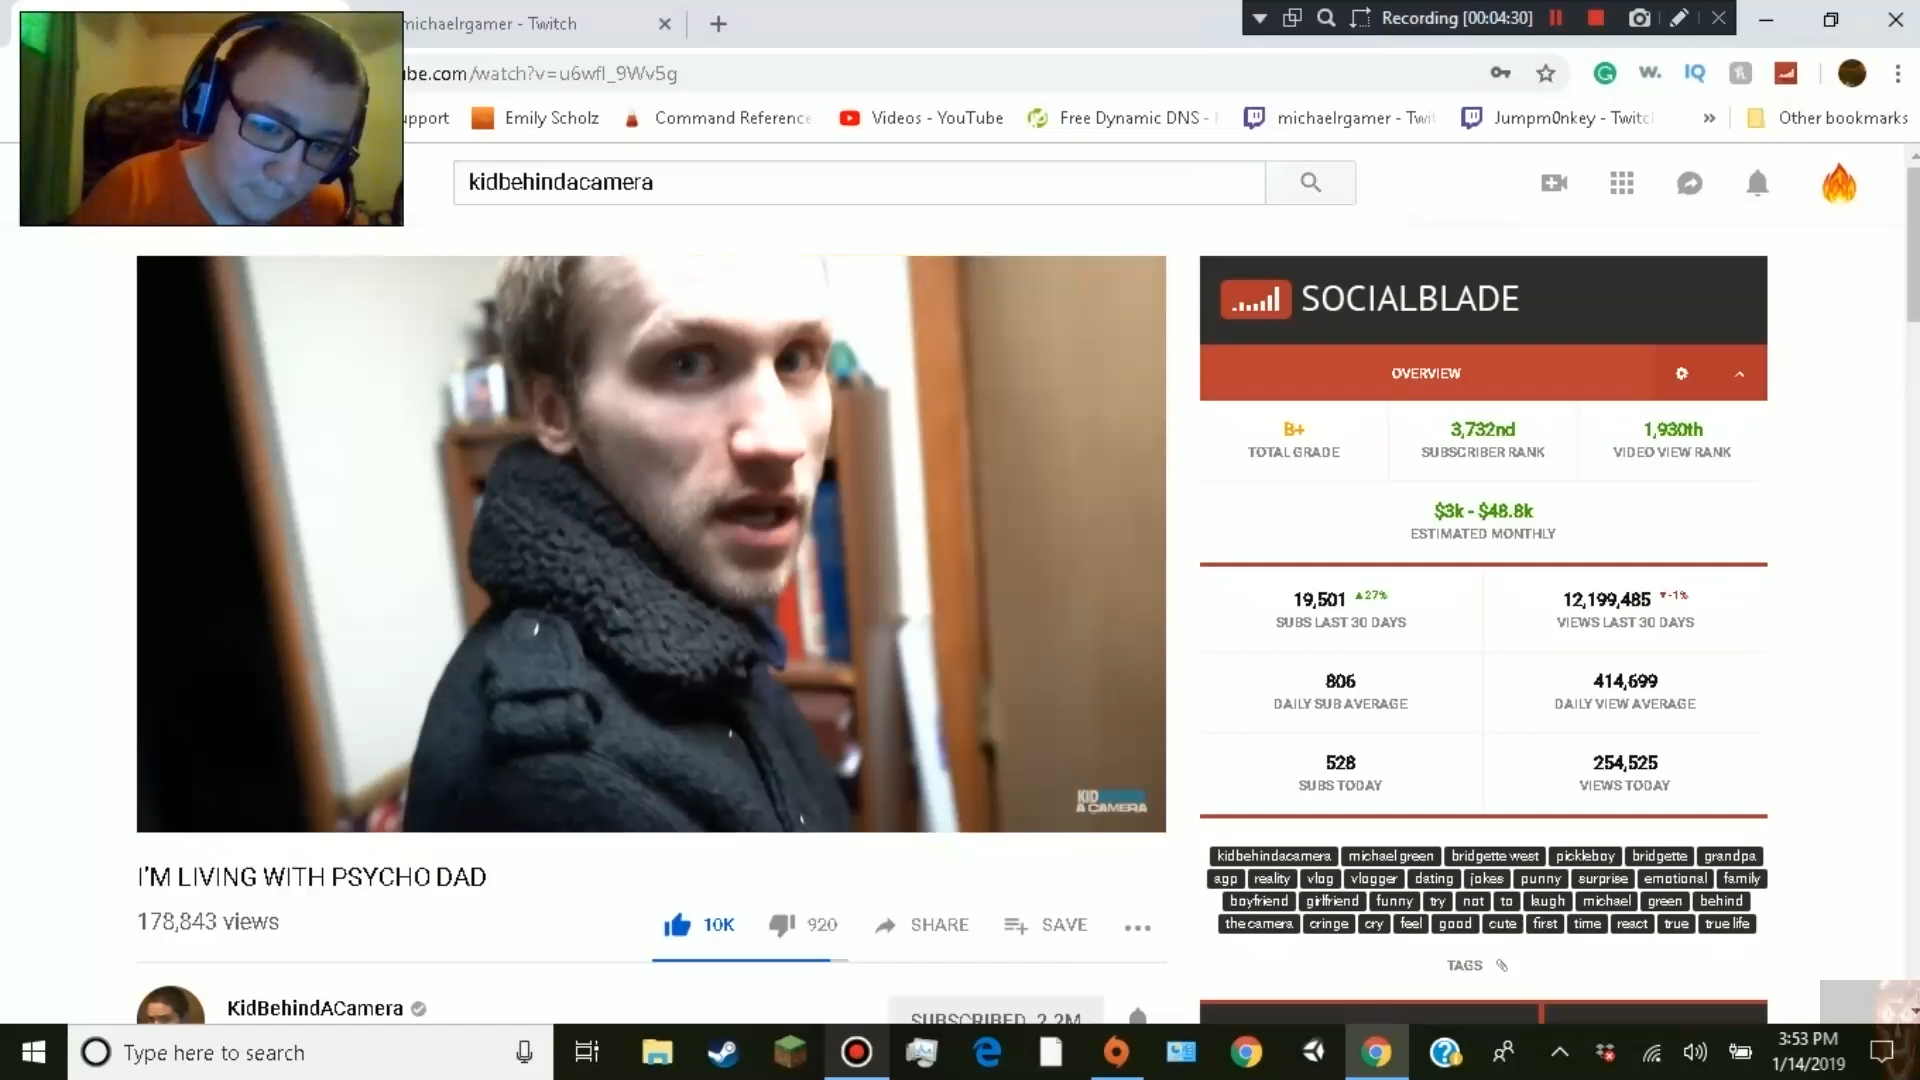 michaelrgamer - Twitch
Recording [00:04:30]
be.com/watch?v=u6wfl_9Wv5g
w.
IQ
upport
Emily Scholz
Command Reference
Videos - YouTube
Free Dynamic DNS -
michaelrgamer - Twit
Jumpm0nkey - Twitc
»
Other bookmarks
kidbehindacamera
SOCIALBLADE
OVERVIEW
B+
TOTAL GRADE
3,732nd
SUBSCRIBER RANK
1,930th
VIDEO VIEW RANK
$3k - $48.8k
ESTIMATED MONTHLY
19,501 ▲27%
SUBS LAST 30 DAYS
12,199,485 ▼-1%
VIEWS LAST 30 DAYS
806
DAILY SUB AVERAGE
414,699
DAILY VIEW AVERAGE
528
SUBS TODAY
254,525
VIEWS TODAY
kidbehindacamera michael green bridgette west pickleboy bridgette grandpa
agp reality vlog vlogger dating jokes punny surprise emotional family
boyfriend girlfriend funny try not to laugh michael green behind
the camera cringe cry feel good cute first time react true true life
TAGS
KID
A CAMERA
I'M LIVING WITH PSYCHO DAD
178,843 views
10K
920
SHARE
SAVE
KidBehindACamera
SUBSCRIBED 2.2M
Type here to search
3:53 PM
1/14/2019